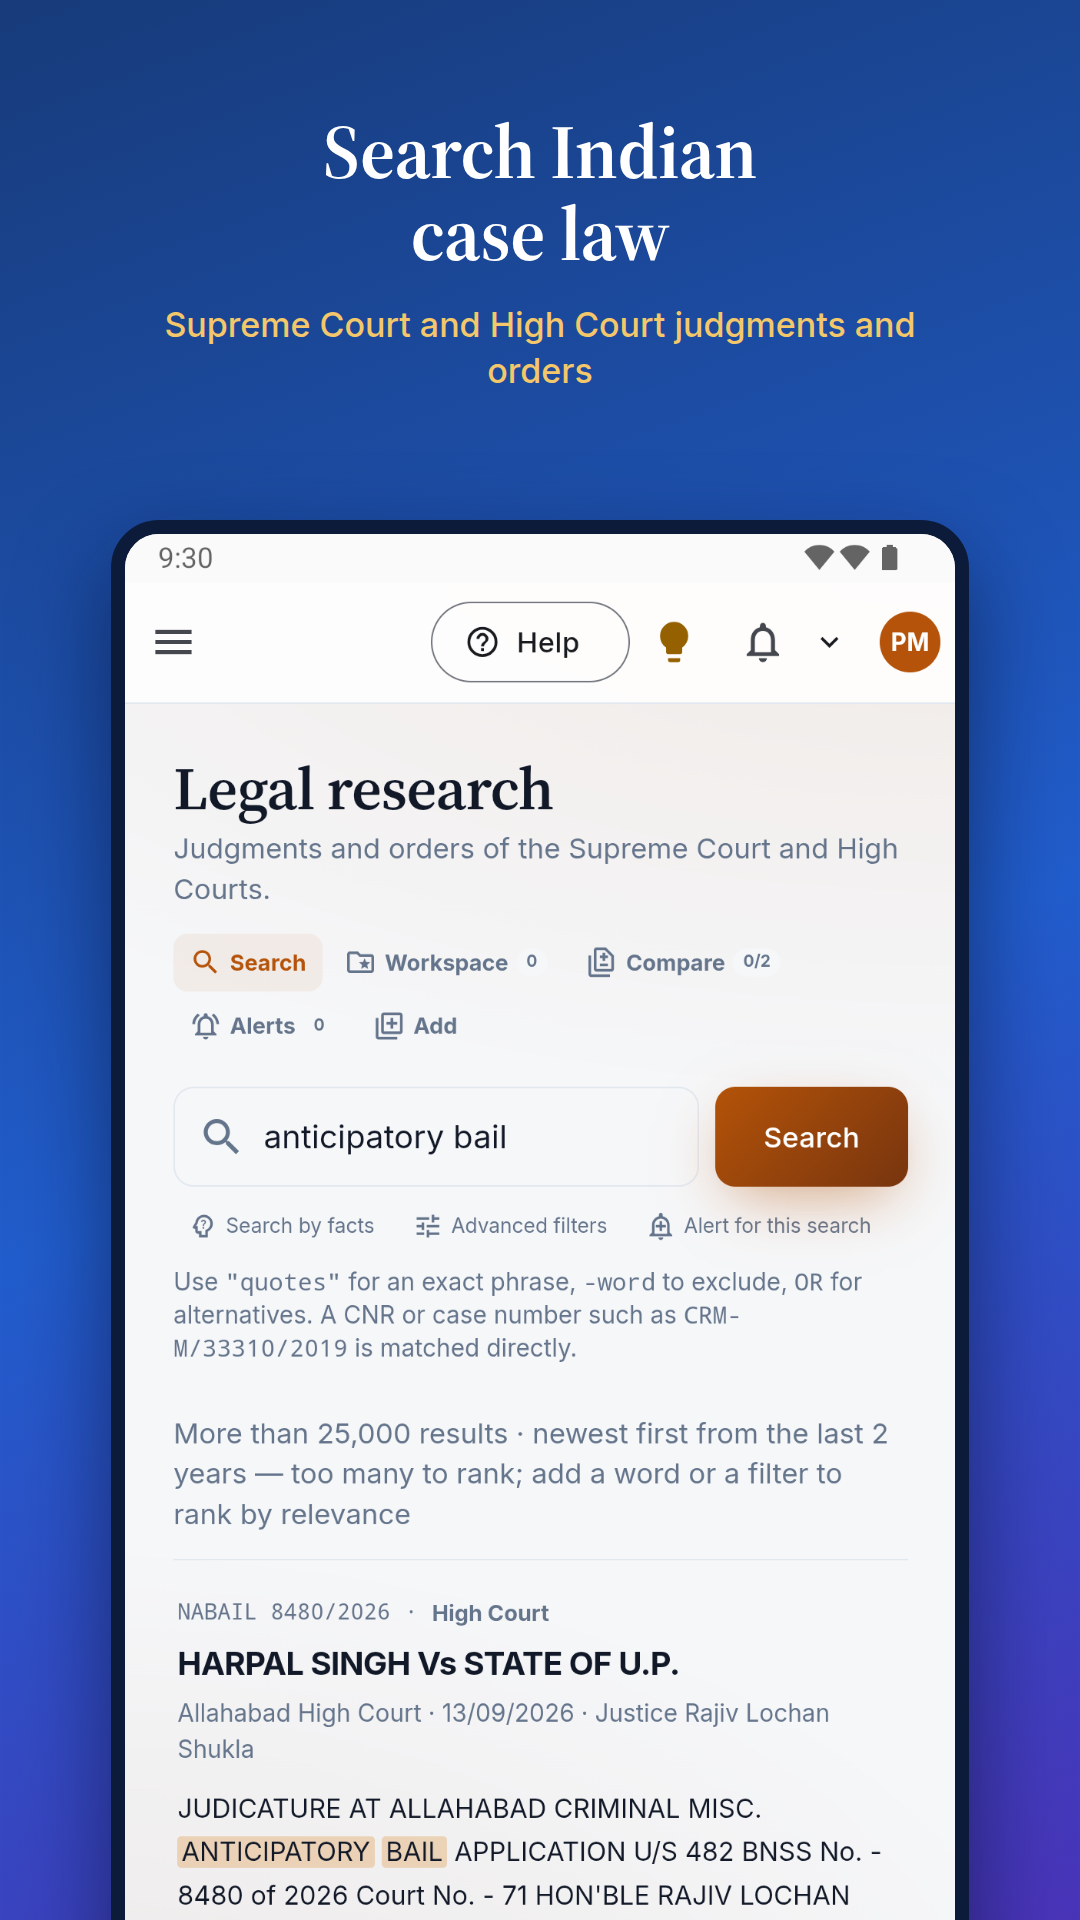 Search Indian
case law
Supreme Court and High Court judgments and
orders
9:30
Help
PM
Legal research
Judgments and orders of the Supreme Court and High
Courts.
Search Workspace 0 Compare 0/2
Alerts 0 Add
anticipatory bail Search
Search by facts Advanced filters Alert for this search
Use "quotes" for an exact phrase, -word to exclude, OR for
alternatives. A CNR or case number such as CRM-
M/33310/2019 is matched directly.
More than 25,000 results · newest first from the last 2
years — too many to rank; add a word or a filter to
rank by relevance
NABAIL 8480/2026 · High Court
HARPAL SINGH Vs STATE OF U.P.
Allahabad High Court · 13/09/2026 · Justice Rajiv Lochan
Shukla
JUDICATURE AT ALLAHABAD CRIMINAL MISC.
ANTICIPATORY BAIL APPLICATION U/S 482 BNSS No. -
8480 of 2026 Court No. - 71 HON'BLE RAJIV LOCHAN